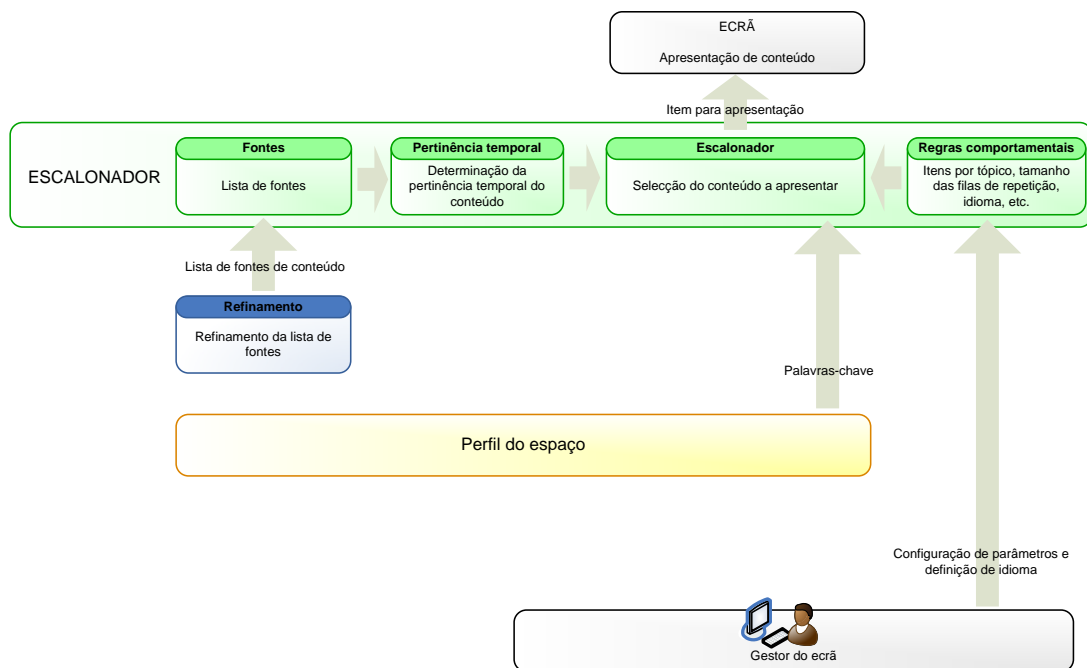 ECRÃ
Apresentação de conteúdo
Item para apresentação
ESCALONADOR
Fontes
Lista de fontes
Pertinência temporal
Determinação da
pertinência temporal do
conteúdo
Escalonador
Selecção do conteúdo a apresentar
Regras comportamentais
Itens por tópico, tamanho
das filas de repetição,
idioma, etc.
Lista de fontes de conteúdo
Refinamento
Refinamento da lista de
fontes
Palavras-chave
Perfil do espaço
Configuração de parâmetros e
definição de idioma
Gestor do ecrã